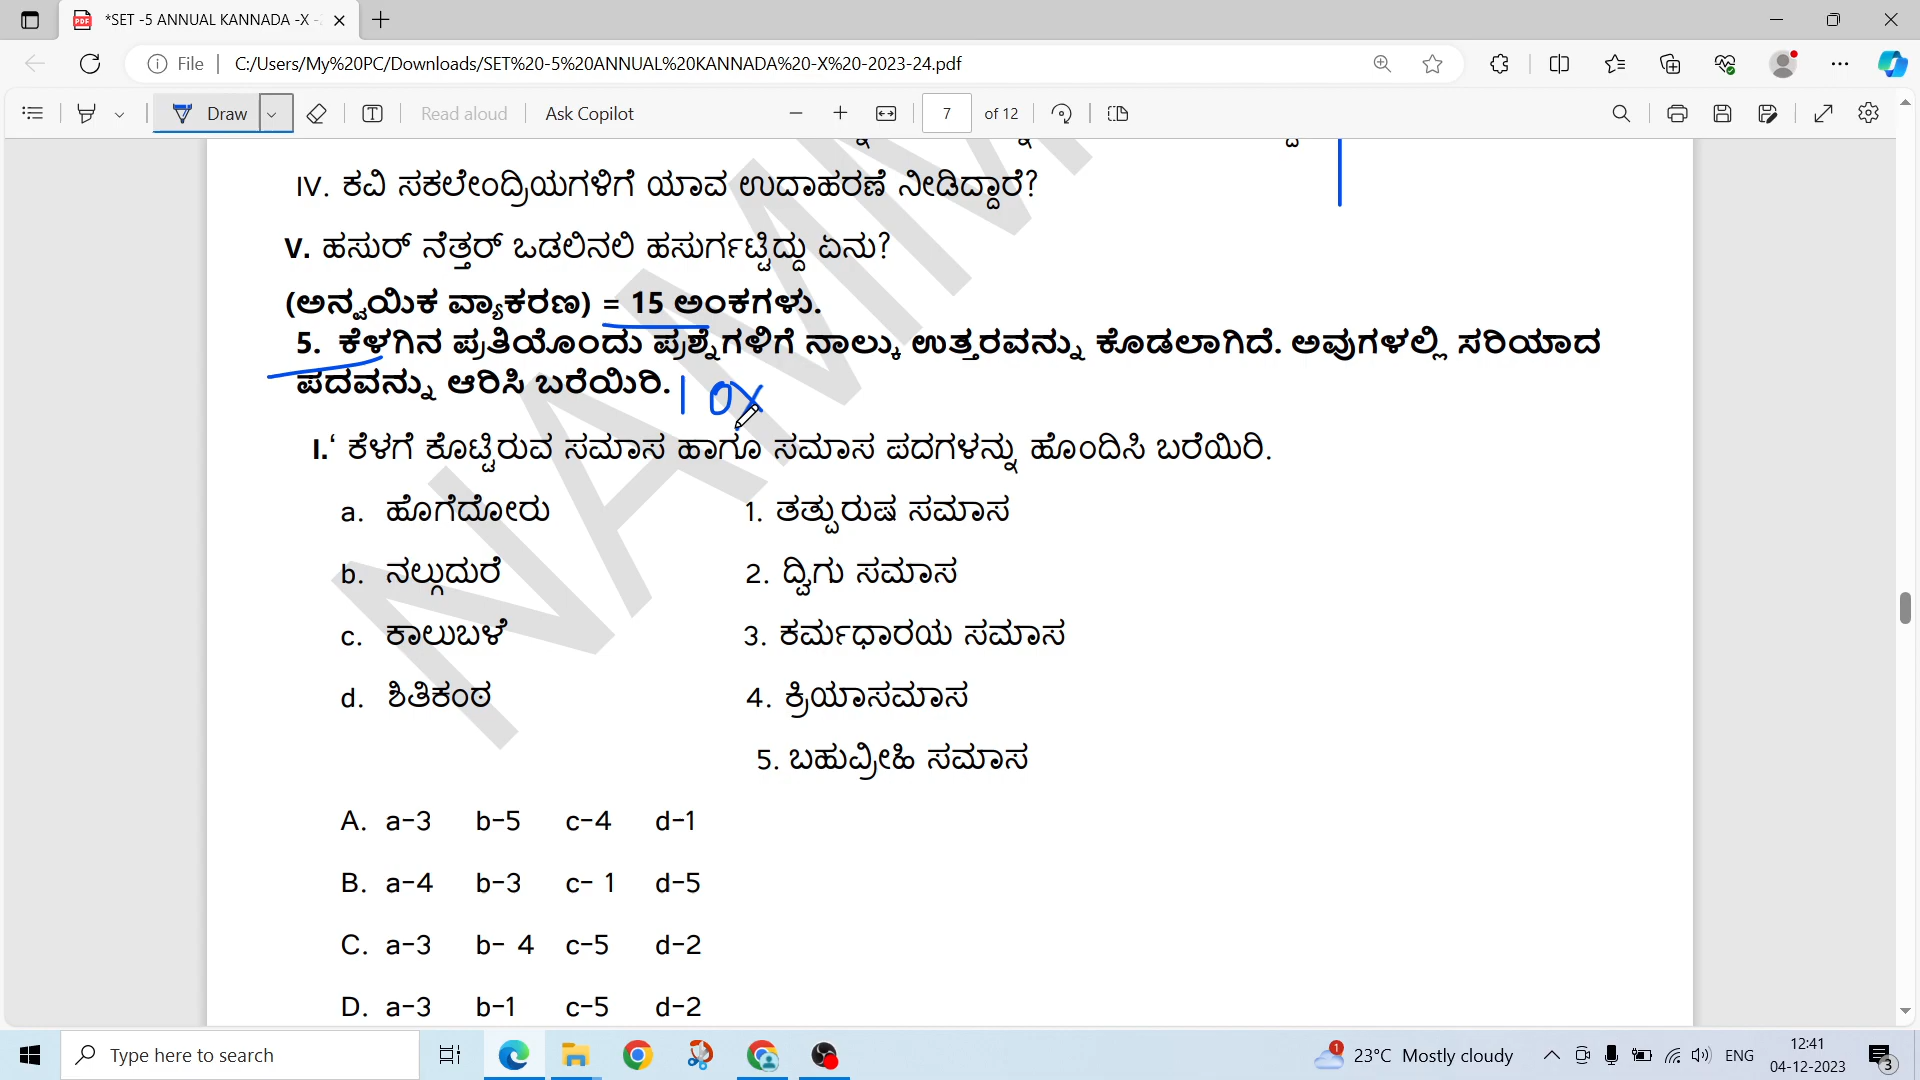 *SET -5 ANNUAL KANNADA -X -
File C:/Users/My%20PC/Downloads/SET%20-5%20ANNUAL%20KANNADA%20-X%20-2023-24.pdf
Draw Read aloud Ask Copilot 7 of 12
IV. ಕವಿ ಸಕಲೇಂದ್ರಿಯಗಳಿಗೆ ಯಾವ ಉದಾಹರಣೆ ನೀಡಿದ್ದಾರೆ?
V. ಹಸುರ್ ನೆತ್ತರ್ ಒಡಲಿನಲಿ ಹಸುರ್ಗಟ್ಟಿದ್ದು ಏನು?
(ಅನ್ವಯಿಕ ವ್ಯಾಕರಣ) = 15 ಅಂಕಗಳು.
5. ಕೆಳಗಿನ ಪ್ರತಿಯೊಂದು ಪ್ರಶ್ನೆಗಳಿಗೆ ನಾಲ್ಕು ಉತ್ತರವನ್ನು ಕೊಡಲಾಗಿದೆ. ಅವುಗಳಲ್ಲಿ ಸರಿಯಾದ
ಪದವನ್ನು ಆರಿಸಿ ಬರೆಯಿರಿ. 10X
I.‘ ಕೆಳಗೆ ಕೊಟ್ಟಿರುವ ಸಮಾಸ ಹಾಗೂ ಸಮಾಸ ಪದಗಳನ್ನು ಹೊಂದಿಸಿ ಬರೆಯಿರಿ.
a. ಹೊಗೆದೋರು 1. ತತ್ಪುರುಷ ಸಮಾಸ
b. ನಲ್ಗುದುರೆ 2. ದ್ವಿಗು ಸಮಾಸ
c. ಕಾಲುಬಳೆ 3. ಕರ್ಮಧಾರಯ ಸಮಾಸ
d. ಶಿತಿಕಂಠ 4. ಕ್ರಿಯಾಸಮಾಸ
5. ಬಹುವ್ರೀಹಿ ಸಮಾಸ
A. a-3 b-5 c-4 d-1
B. a-4 b-3 c- 1 d-5
C. a-3 b- 4 c-5 d-2
D. a-3 b-1 c-5 d-2
Type here to search 1 23°C Mostly cloudy ENG 12:41 3
04-12-2023